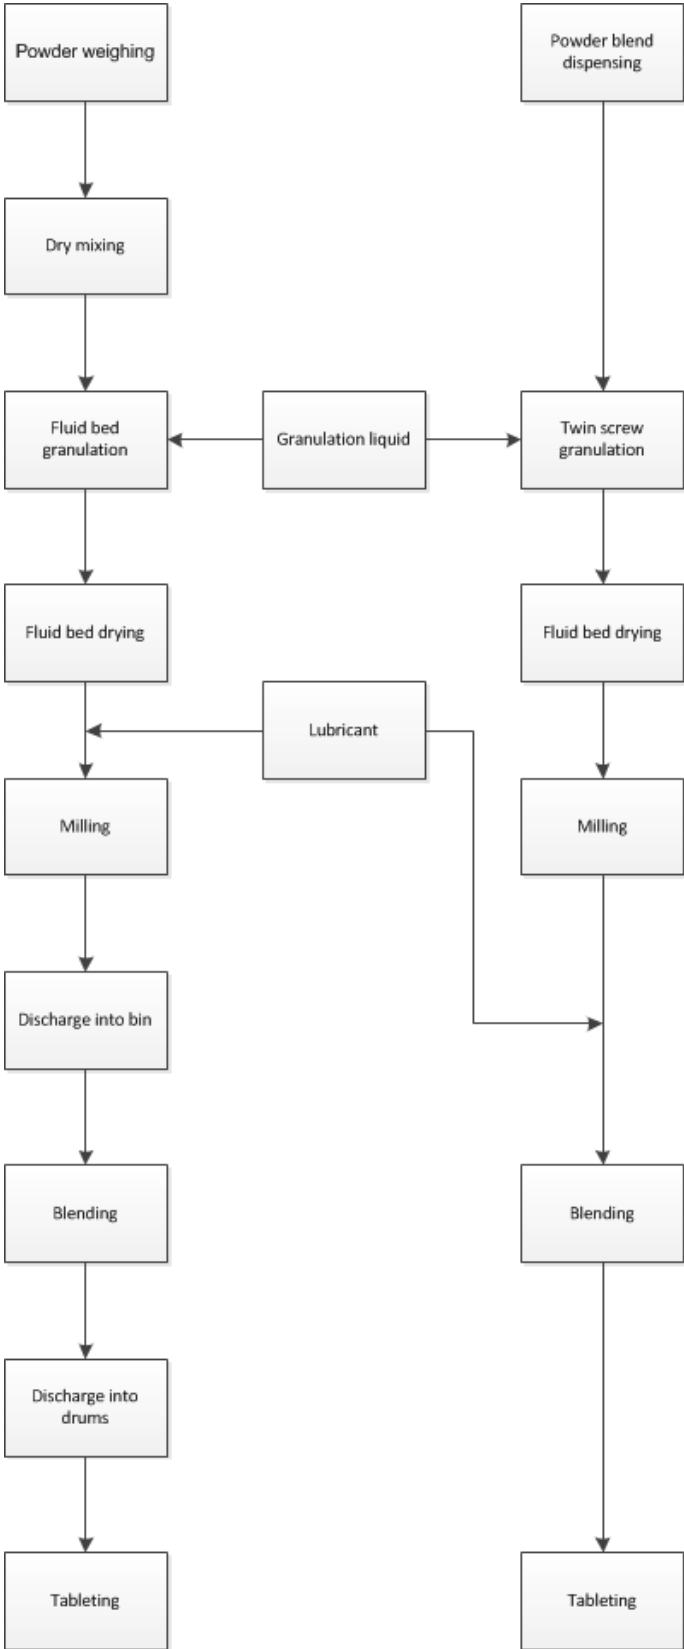 Powder weighing
Powder blend
dispensing
Dry mixing
Fluid bed
granulation
Granulation liquid
Twin screw
granulation
Fluid bed drying
Fluid bed drying
Lubricant
Milling
Milling
Discharge into bin
Blending
Blending
Discharge into
drums
Tableting
Tableting